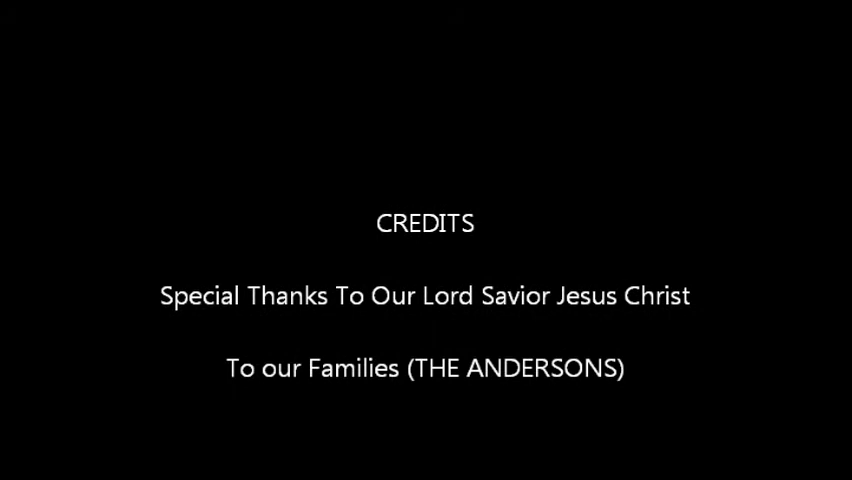 CREDITS
Special Thanks To Our Lord Savior Jesus Christ
To our Families (THE ANDERSONS)